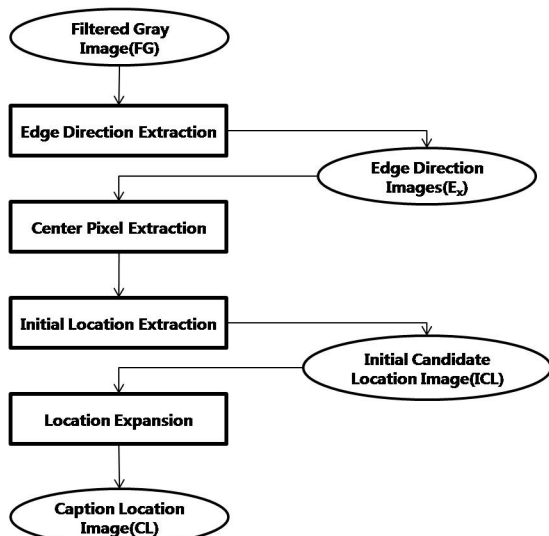 Filtered Gray
Image(FG)
Edge Direction Extraction
Edge Direction
Images(Eₓ)
Center Pixel Extraction
Initial Location Extraction
Initial Candidate
Location Image(ICL)
Location Expansion
Caption Location
Image(CL)